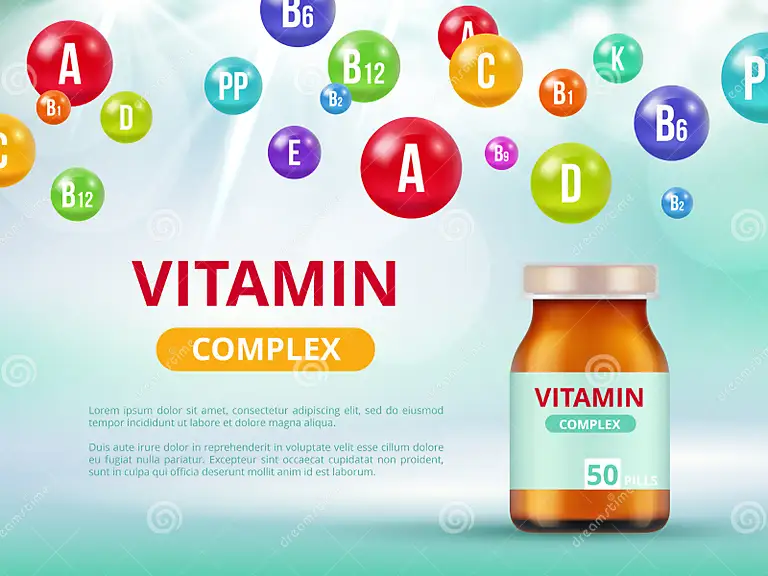 B6
A
A
B12
C
K
PP
B2
B1
P
B1
D
B6
C
E
A
B9
D
B12
B2
VITAMIN
COMPLEX
Lorem ipsum dolor sit amet, consectetur adipiscing elit, sed do eiusmod
tempor incididunt ut labore et dolore magna aliqua.
Duis aute irure dolor in reprehenderit in voluptate velit esse cillum dolore
eu fugiat nulla pariatur. Excepteur sint occaecat cupidatat non proident,
sunt in culpa qui officia deserunt mollit anim id est laborum.
VITAMIN
COMPLEX
50 PILLS
dreamstime